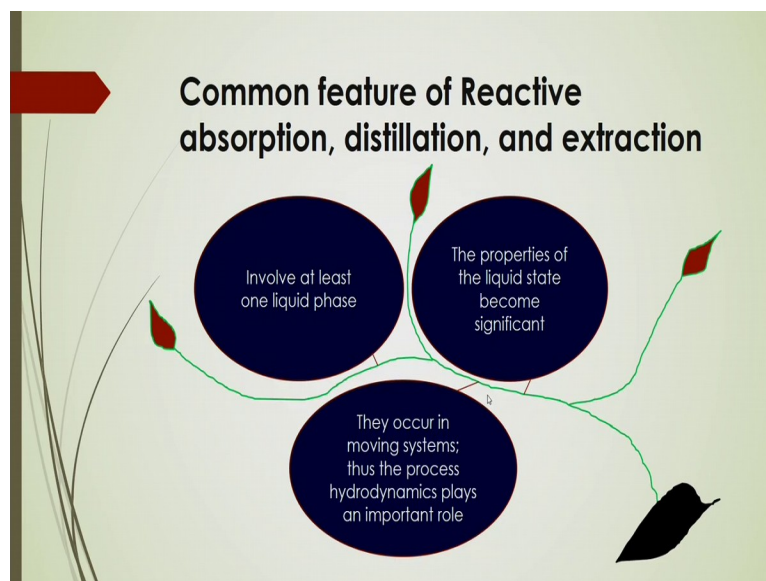 Common feature of Reactive
absorption, distillation, and extraction
Involve at least
one liquid phase
The properties of
the liquid state
become
significant
They occur in
moving systems;
thus the process
hydrodynamics plays
an important role